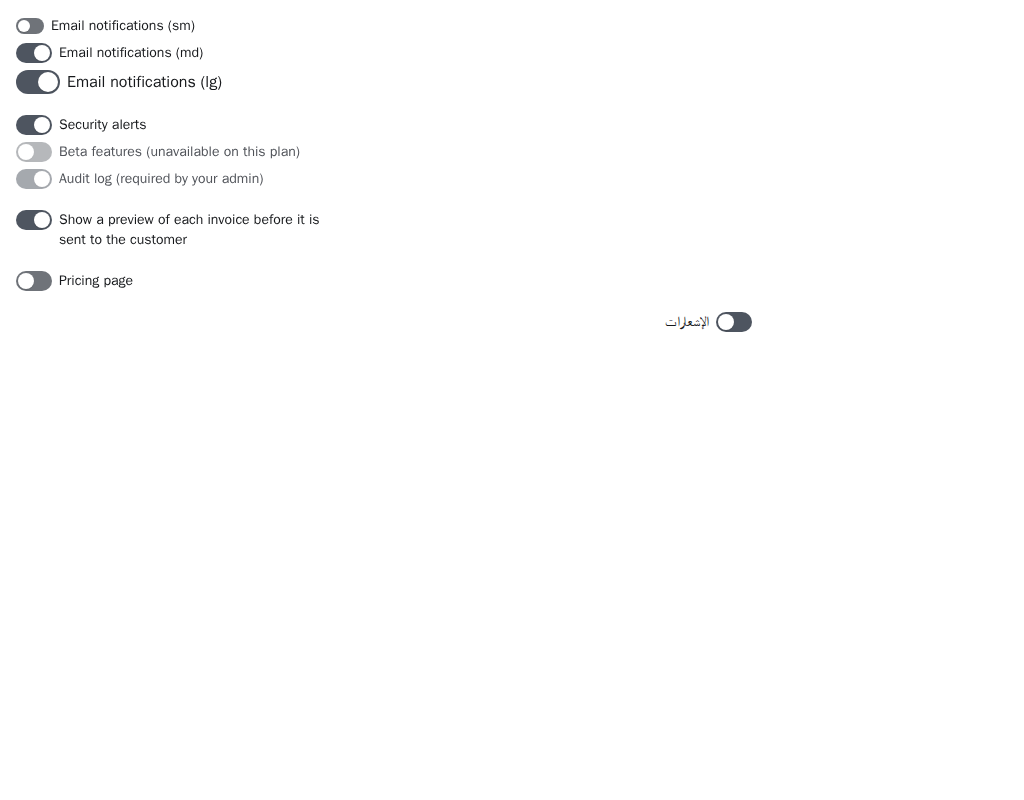 Email notifications (sm)
Email notifications (md)
Email notifications (lg)
Security alerts
Beta features (unavailable on this plan)
Audit log (required by your admin)
Show a preview of each invoice before it is
sent to the customer
Pricing page
الإشعارات